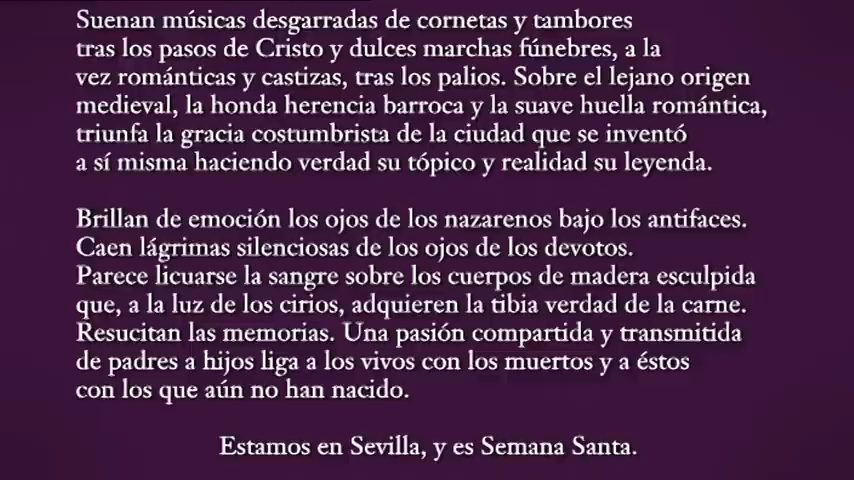 Suenan músicas desgarradas de cornetas y tambores
tras los pasos de Cristo y dulces marchas fúnebres, a la
vez románticas y castizas, tras los palios. Sobre el lejano origen
medieval, la honda herencia barroca y la suave huella romántica,
triunfa la gracia costumbrista de la ciudad que se inventó
a sí misma haciendo verdad su tópico y realidad su leyenda.
Brillan de emoción los ojos de los nazarenos bajo los antifaces.
Caen lágrimas silenciosas de los ojos de los devotos.
Parece licuarse la sangre sobre los cuerpos de madera esculpida
que, a la luz de los cirios, adquieren la tibia verdad de la carne.
Resucitan las memorias. Una pasión compartida y transmitida
de padres a hijos liga a los vivos con los muertos y a éstos
con los que aún no han nacido.
Estamos en Sevilla, y es Semana Santa.